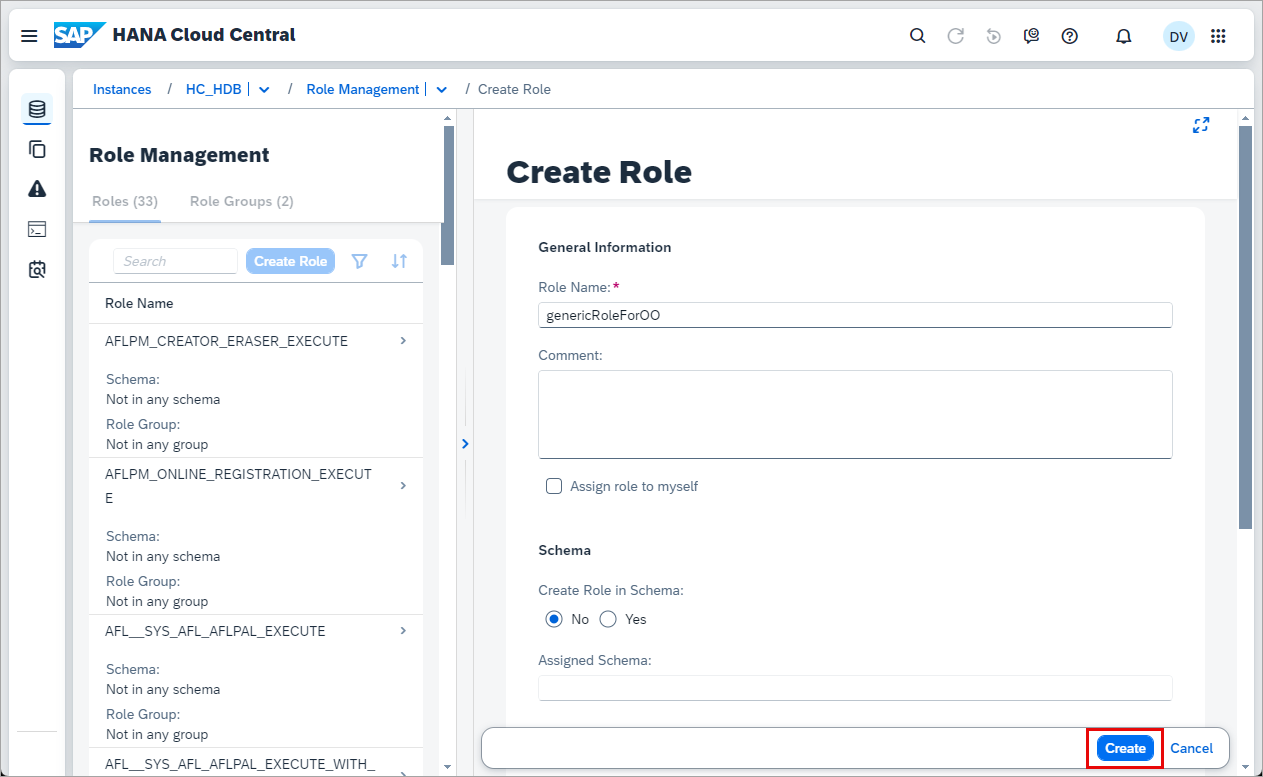 SAP HANA Cloud Central
DV
Instances / HC_HDB | / Role Management | / Create Role
Role Management
Roles (33) Role Groups (2)
Search Create Role
Role Name
AFLPM_CREATOR_ERASER_EXECUTE
Schema:
Not in any schema
Role Group:
Not in any group
AFLPM_ONLINE_REGISTRATION_EXECUT
E
Schema:
Not in any schema
Role Group:
Not in any group
AFL__SYS_AFL_AFLPAL_EXECUTE
Schema:
Not in any schema
Role Group:
Not in any group
AFL__SYS_AFL_AFLPAL_EXECUTE_WITH_
Create Role
General Information
Role Name:*
genericRoleForOO
Comment:
Assign role to myself
Schema
Create Role in Schema:
No Yes
Assigned Schema:
Create Cancel